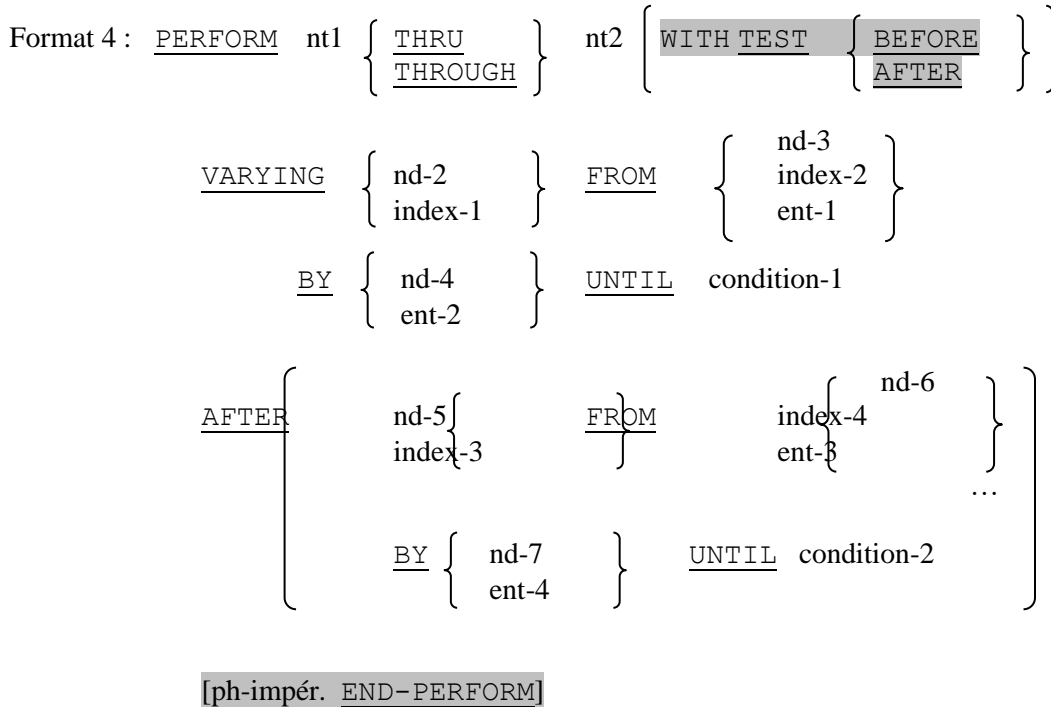 Format 4 : PERFORM nt1 THRU nt2 WITH TEST BEFORE
THROUGH AFTER
nd-3
VARYING nd-2 FROM index-2
index-1 ent-1
BY nd-4 UNTIL condition-1
ent-2
nd-6
AFTER nd-5 FROM index-4
index-3 ent-3
…
BY nd-7 UNTIL condition-2
ent-4
[ph-impér. END-PERFORM]